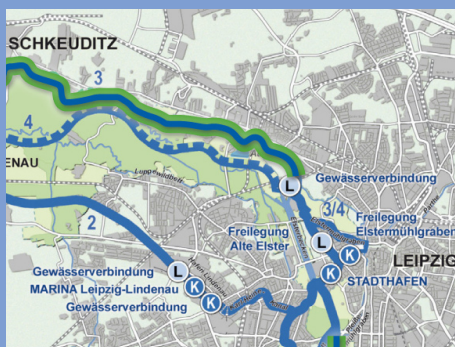 SCHKEUDITZ
3
4
ENAU
Luppewildbett
L
Gewässerverbindung
3/4
2
Freilegung
Elstermühlgraben
Freilegung
Alte Elster
L
K
LEIPZIG
Gewässerverbindung
L
MARINA Leipzig-Lindenau
K
K
STADTHAFEN
Gewässerverbindung
K